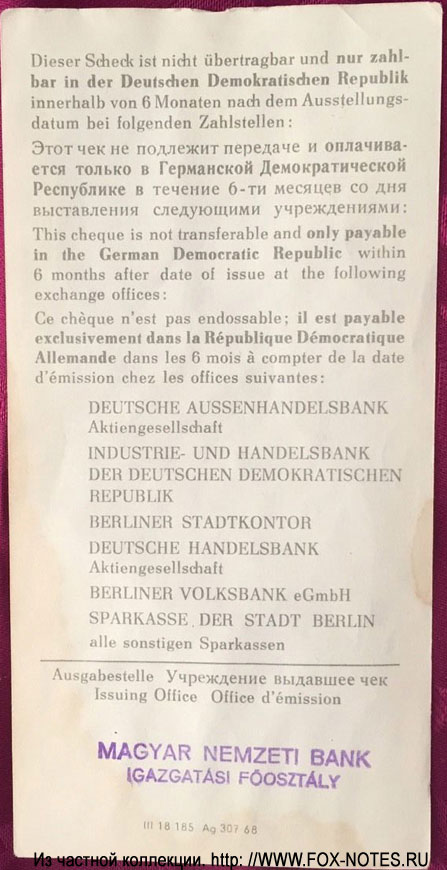 Dieser Scheck ist nicht übertragbar und nur zahl-
bar in der Deutschen Demokratischen Republik
innerhalb von 6 Monaten nach dem Ausstellungs-
datum bei folgenden Zahlstellen:
Этот чек не подлежит передаче и оплачива-
ется только в Германской Демократической
Республике в течение 6-ти месяцев со дня
выставления следующими учреждениями:
This cheque is not transferable and only payable
in the German Democratic Republic within
6 months after date of issue at the following
exchange offices:
Ce chèque n'est pas endossable; il est payable
exclusivement dans la République Démocratique
Allemande dans les 6 mois à compter de la date
d'émission chez les offices suivantes:
DEUTSCHE AUSSENHANDELSBANK
Aktiengesellschaft
INDUSTRIE- UND HANDELSBANK
DER DEUTSCHEN DEMOKRATISCHEN
REPUBLIK
BERLINER STADTKONTOR
DEUTSCHE HANDELSBANK
Aktiengesellschaft
BERLINER VOLKSBANK eGmbH
SPARKASSE DER STADT BERLIN
alle sonstigen Sparkassen
Ausgabestelle Учреждение выдавшее чек
Issuing Office Office d'émission
MAGYAR NEMZETI BANK
IGAZGATÁSI FŐOSZTÁLY
III 18 185 Ag 307 68
Из частной коллекции. http: //WWW.FOX-NOTES.RU